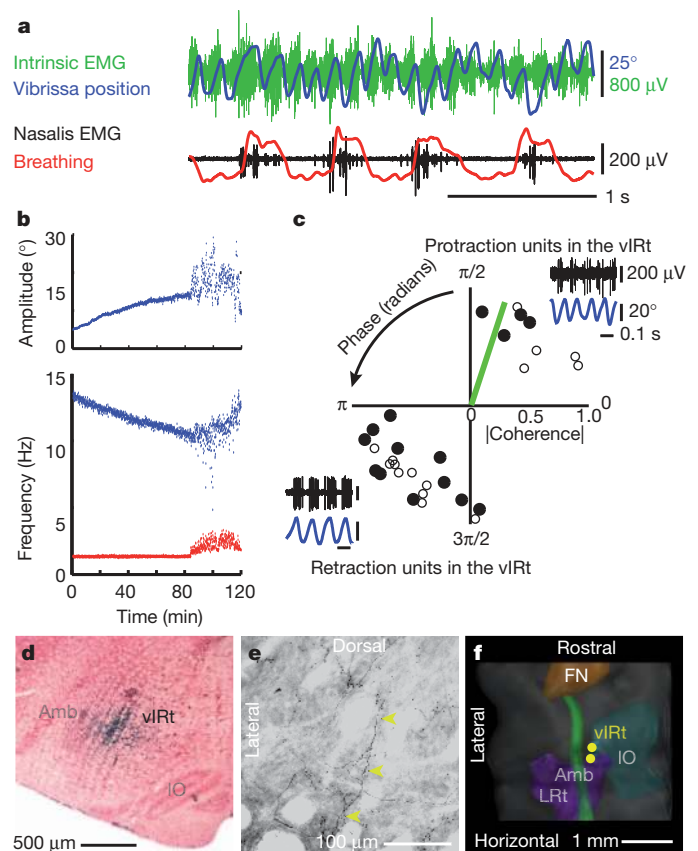 a
Intrinsic EMG
Vibrissa position
25°
800 µV
Nasalis EMG
Breathing
200 µV
1 s
b
Amplitude (°)
30
15
0
Frequency (Hz)
15
10
5
0
0 20 40 60 80 100 120
Time (min)
c
Protraction units in the vIRt
π/2
200 µV
20°
0.1 s
Phase (radians)
π
0
0 0.5 1.0
|Coherence|
3π/2
Retraction units in the vIRt
d
Amb
vIRt
IO
500 µm
e
Dorsal
Lateral
100 µm
f
Rostral
FN
Lateral
vIRt
Amb
IO
LRt
Horizontal 1 mm